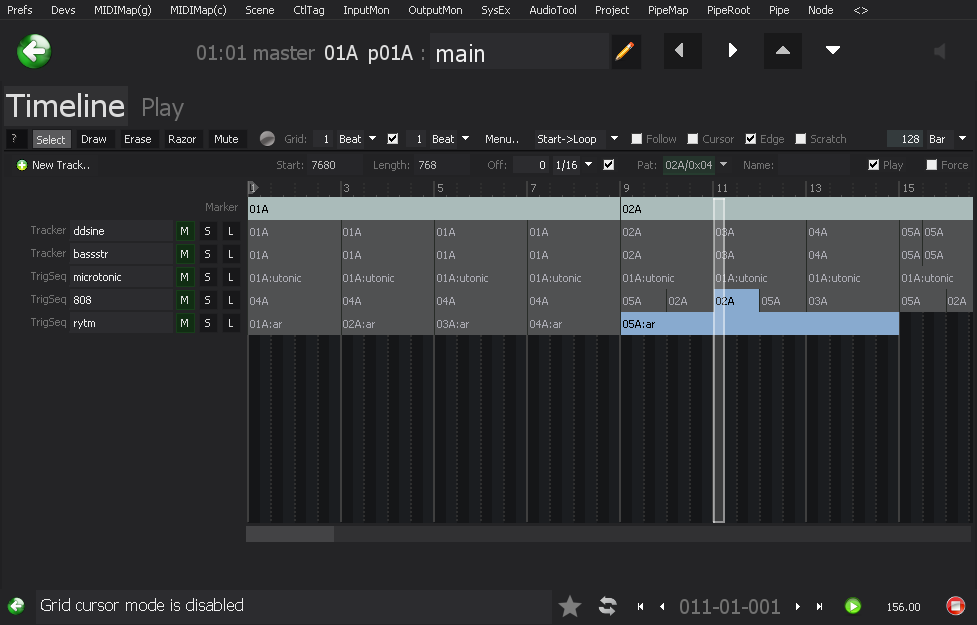 Prefs Devs MIDIMap(g) MIDIMap(c) Scene CtlTag InputMon OutputMon SysEx AudioTool Project PipeMap PipeRoot Pipe Node <>
01:01 master 01A p01A : main
Timeline Play
? Select Draw Erase Razor Mute Grid: 1 Beat 1 Beat Menu.. Start->Loop Follow Cursor Edge Scratch 128 Bar
New Track.. Start: 7680 Length: 768 Off: 0 1/16 Pat: 02A/0x04 Name: Play Force
1 3 5 7 9 11 13 15
Marker 01A 02A
Tracker ddsine M S L 01A 01A 01A 01A 02A 03A 04A 05A 05A
Tracker bassstr M S L 01A 01A 01A 01A 02A 03A 04A 05A 05A
TrigSeq microtonic M S L 01A:utonic 01A:utonic 01A:utonic 01A:utonic 01A:utonic 01A:utonic 01A:utonic 01A:utonic
TrigSeq 808 M S L 04A 04A 04A 04A 05A 02A 02A 05A 03A 05A 02A
TrigSeq rytm M S L 01A:ar 02A:ar 03A:ar 04A:ar 05A:ar
Grid cursor mode is disabled 011-01-001 156.00